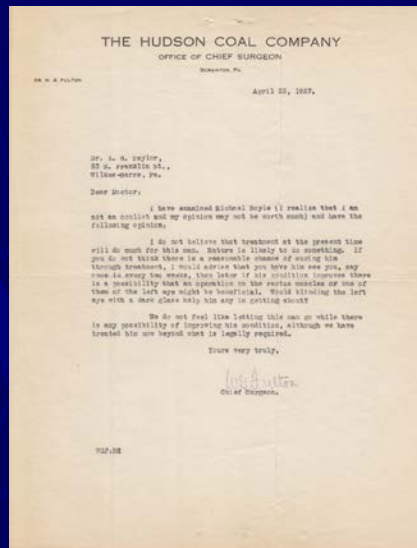 THE HUDSON COAL COMPANY
OFFICE OF CHIEF SURGEON
SCRANTON, PA.
FULTON
April 1927.
Dr. Taylor,
Franklin St.,
Wilkes-Barre, Pa.
Dear Doctor.
I have examined Michael Boyle (I realize that I am
not an oculist and my opinion may not be worth much) and have the
following opinion;
I do not believe that treatment at the present time
will do much for this man. Nature is likely to do something. If
you do not think there is a reasonable chance of curing him
through treatment, I would advise that you have him see you, say
once in every two weeks, then later if his condition improves there
is a possibility that an operation on the rectus muscles or one of
them of the left eye might be beneficial. Would blinding the left
eye with a dark glass help him any in getting about?
We do not feel like letting this man go while there
is any possibility of improving his condition, although we have
treated him now beyond what is legally required.
Yours very truly,
Fulton
Chief Surgeon.